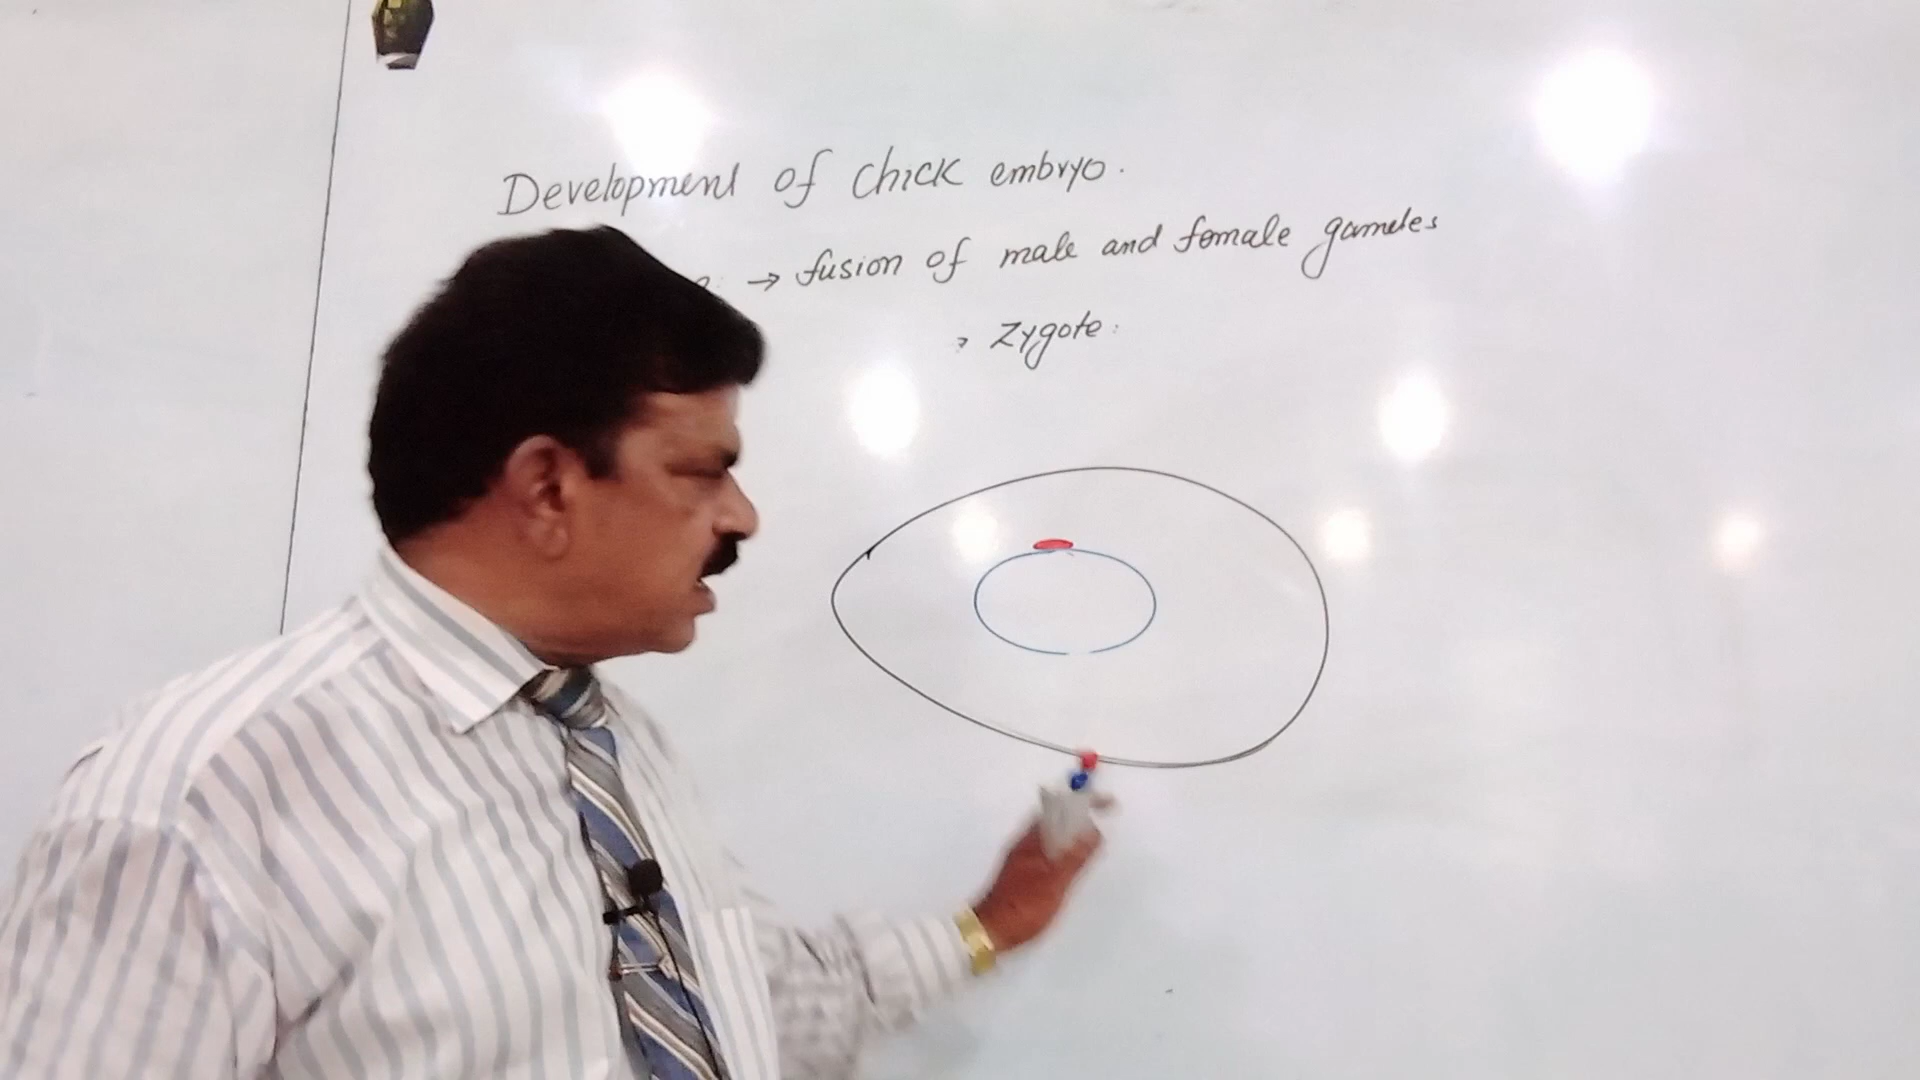 Development of chick embryo.
→ fusion of male and female gametes
Zygote.